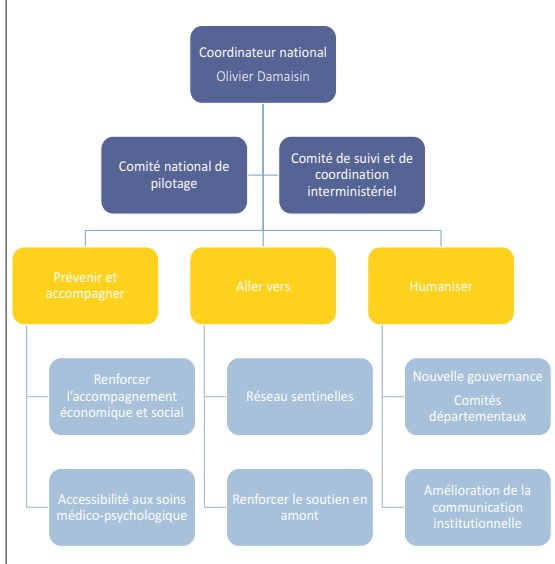 Coordinateur national
Olivier Damaisin
Comité national de
pilotage
Comité de suivi et de
coordination
interministériel
Prévenir et
accompagner
Aller vers
Humaniser
Renforcer
l'accompagnement
économique et social
Réseau sentinelles
Nouvelle gouvernance
Comités
départementaux
Accessibilité aux soins
médico-psychologique
Renforcer le soutien en
amont
Amélioration de la
communication
institutionnelle